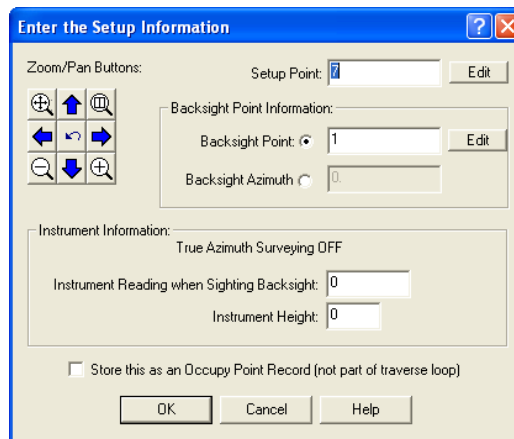 Enter the Setup Information
Zoom/Pan Buttons:
Setup Point: 7 Edit
Backsight Point Information:
Backsight Point: 1 Edit
Backsight Azimuth 0.
Instrument Information:
True Azimuth Surveying OFF
Instrument Reading when Sighting Backsight: 0
Instrument Height: 0
Store this as an Occupy Point Record (not part of traverse loop)
OK Cancel Help